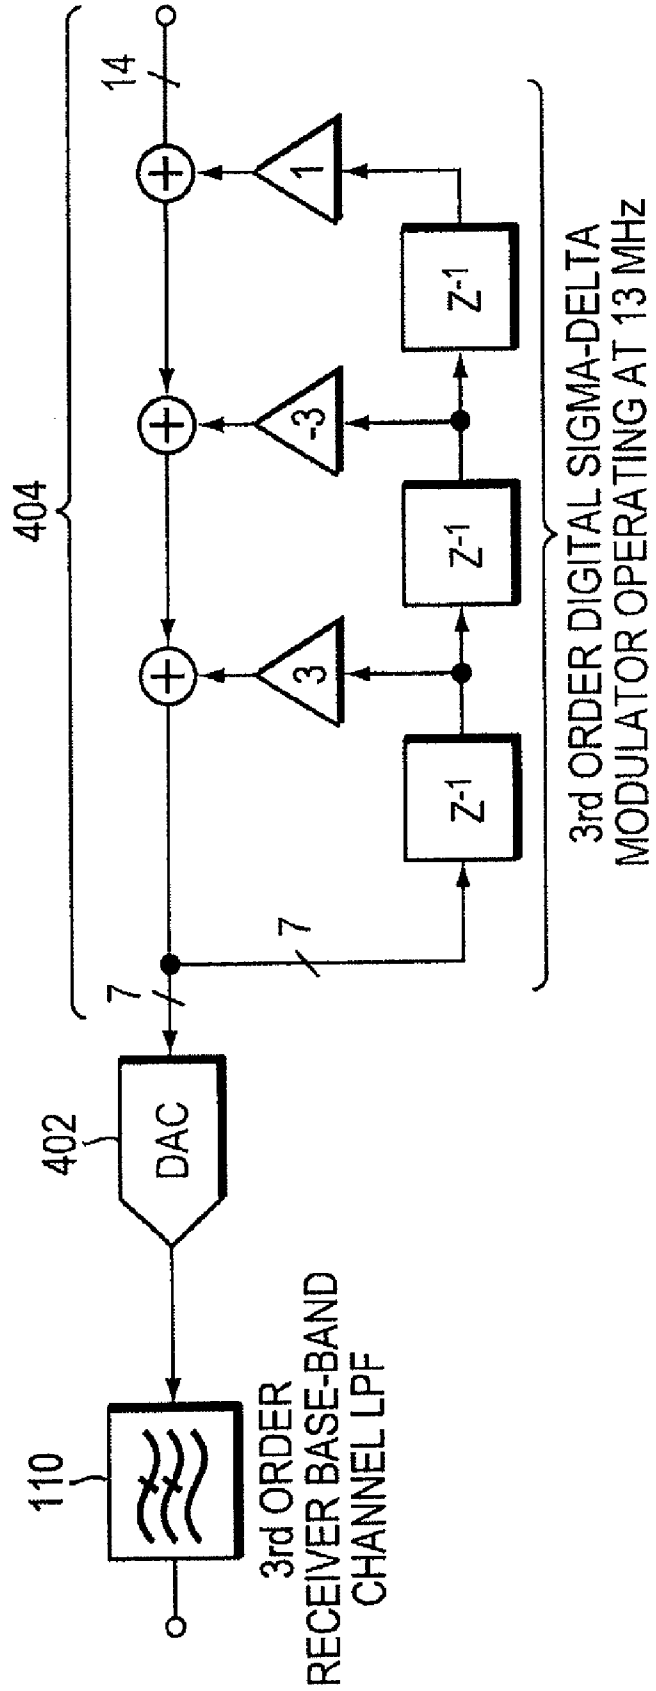 404
14
1
-3
3
Z-1
Z-1
Z-1
7
7
3rd ORDER DIGITAL SIGMA-DELTA
MODULATOR OPERATING AT 13 MHz
402
DAC
110
3rd ORDER
RECEIVER BASE-BAND
CHANNEL LPF